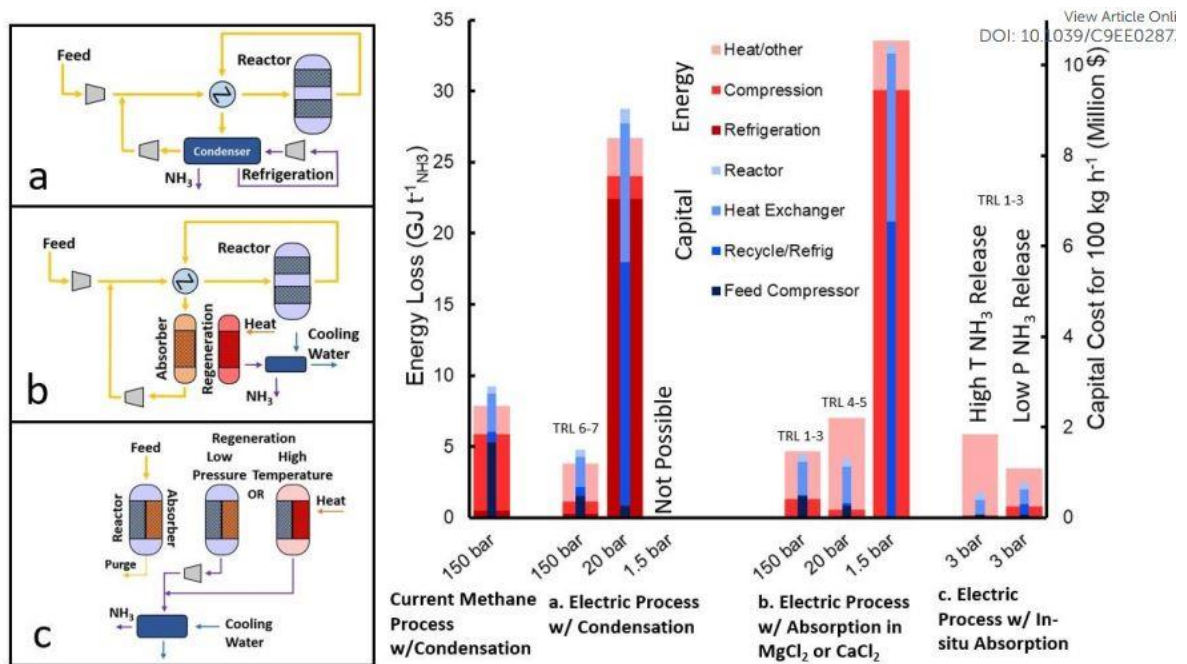 View Article Onli
DOI: 10.1039/C9EE0287
Feed
Reactor
Condenser
NH3
Refrigeration
a
Feed
Reactor
Absorber
Regeneration
Heat
Cooling
Water
NH3
b
Feed
Regeneration
Low
Pressure
OR
High
Temperature
Reactor
Absorber
Heat
Purge
NH3
Cooling
Water
c
Energy Loss (GJ t-1NH3)
35
30
25
20
15
10
5
0
Energy
Capital
Heat/other
Compression
Refrigeration
Reactor
Heat Exchanger
Recycle/Refrig
Feed Compressor
TRL 6-7
Not Possible
TRL 1-3
TRL 4-5
TRL 1-3
High T NH3 Release
Low P NH3 Release
10
8
6
4
2
0
Capital Cost for 100 kg h-1 (Million $)
150 bar
150 bar
20 bar
1.5 bar
150 bar
20 bar
1.5 bar
3 bar
3 bar
Current Methane
Process
w/Condensation
a. Electric Process
w/ Condensation
b. Electric Process
w/ Absorption in
MgCl2 or CaCl2
c. Electric
Process w/ In-
situ Absorption